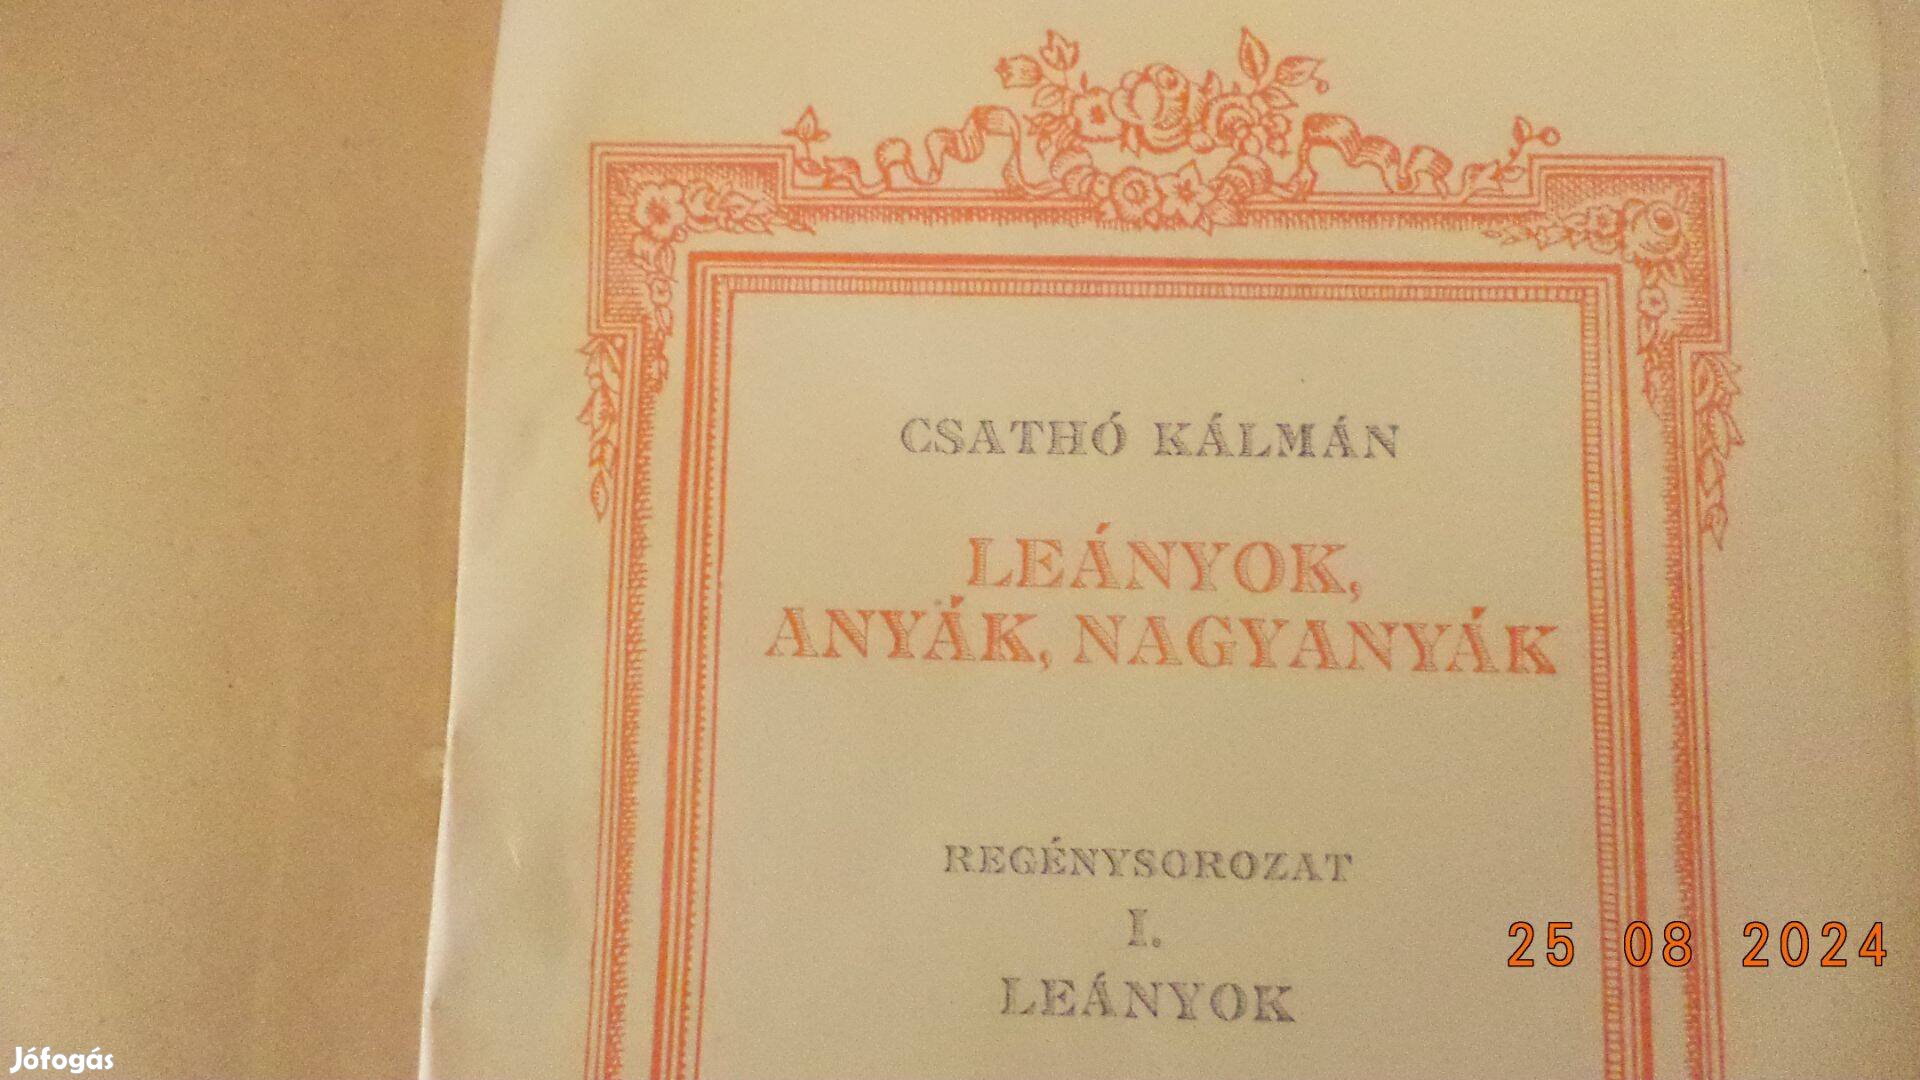 CSATHÓ KÁLMÁN
LEÁNYOK,
ANYÁK, NAGYANYÁK
REGÉNYSOROZAT
I.
LEÁNYOK
25 08 2024
Jófogás